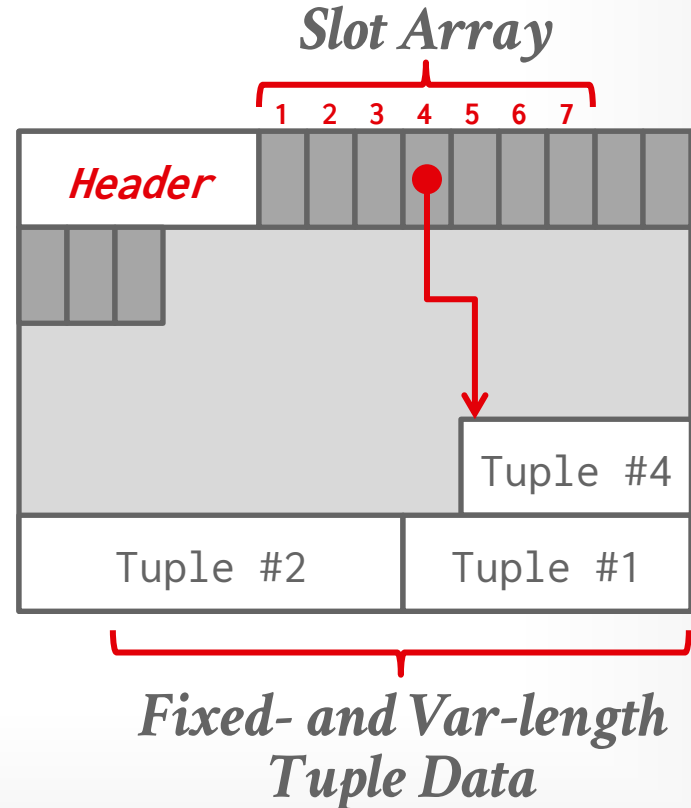 Slot Array
1 2 3 4 5 6 7
Header
Tuple #4
Tuple #2 Tuple #1
Fixed- and Var-length
Tuple Data